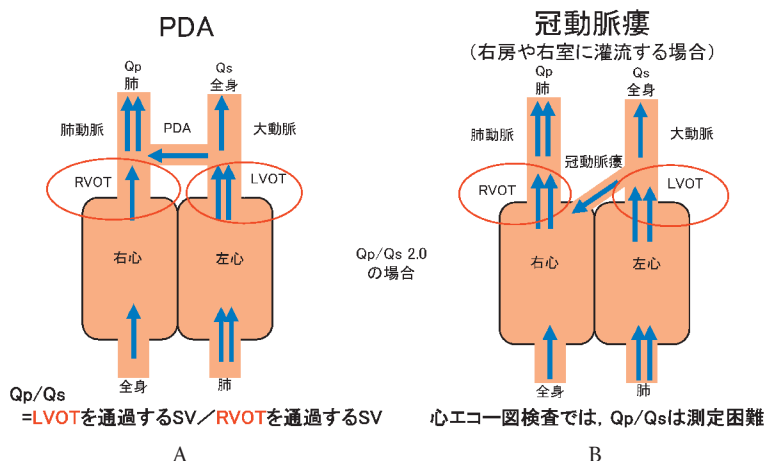 PDA
Qp
肺
Qs
全身
肺動脈
PDA
大動脈
RVOT
LVOT
右心
左心
全身
肺
Qp/Qs
=LVOTを通過するSV／RVOTを通過するSV
A
Qp/Qs 2.0
の場合
冠動脈瘻
（右房や右室に灌流する場合）
Qp
肺
Qs
全身
肺動脈
大動脈
冠動脈瘻
RVOT
LVOT
右心
左心
全身
肺
心エコー図検査では，Qp/Qsは測定困難
B